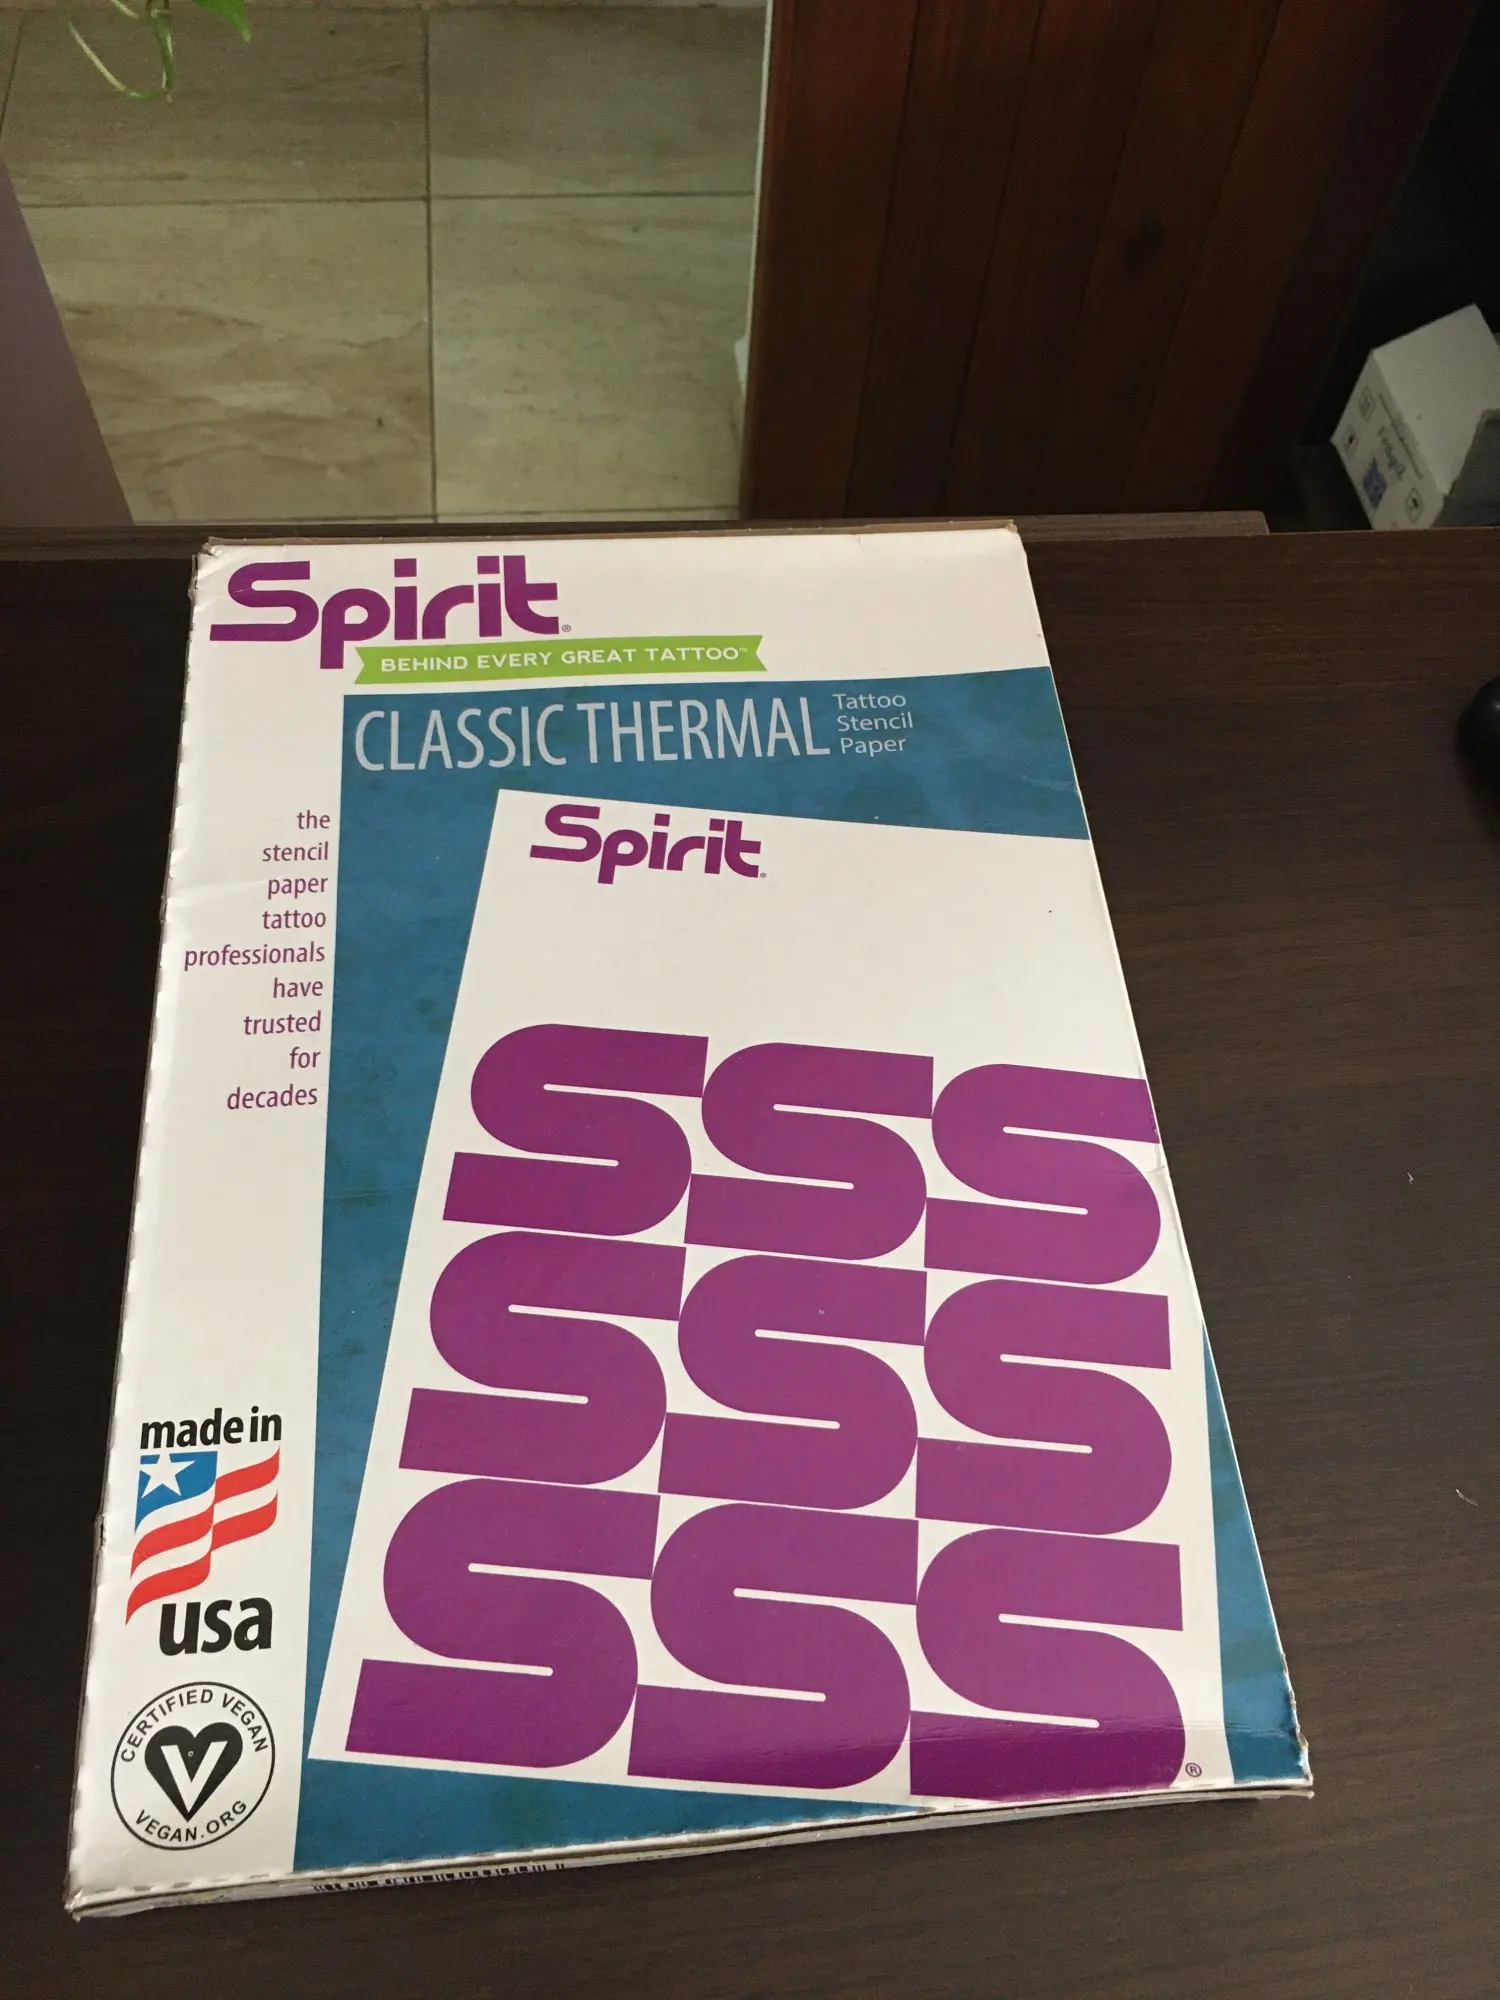 Spirit®
BEHIND EVERY GREAT TATTOO™
CLASSIC THERMAL
Tattoo
Stencil
Paper
the
stencil
paper
tattoo
professionals
have
trusted
for
decades
Spirit®
SSS
SSS
SSS®
made in
usa
CERTIFIED VEGAN
V
VEGAN.ORG